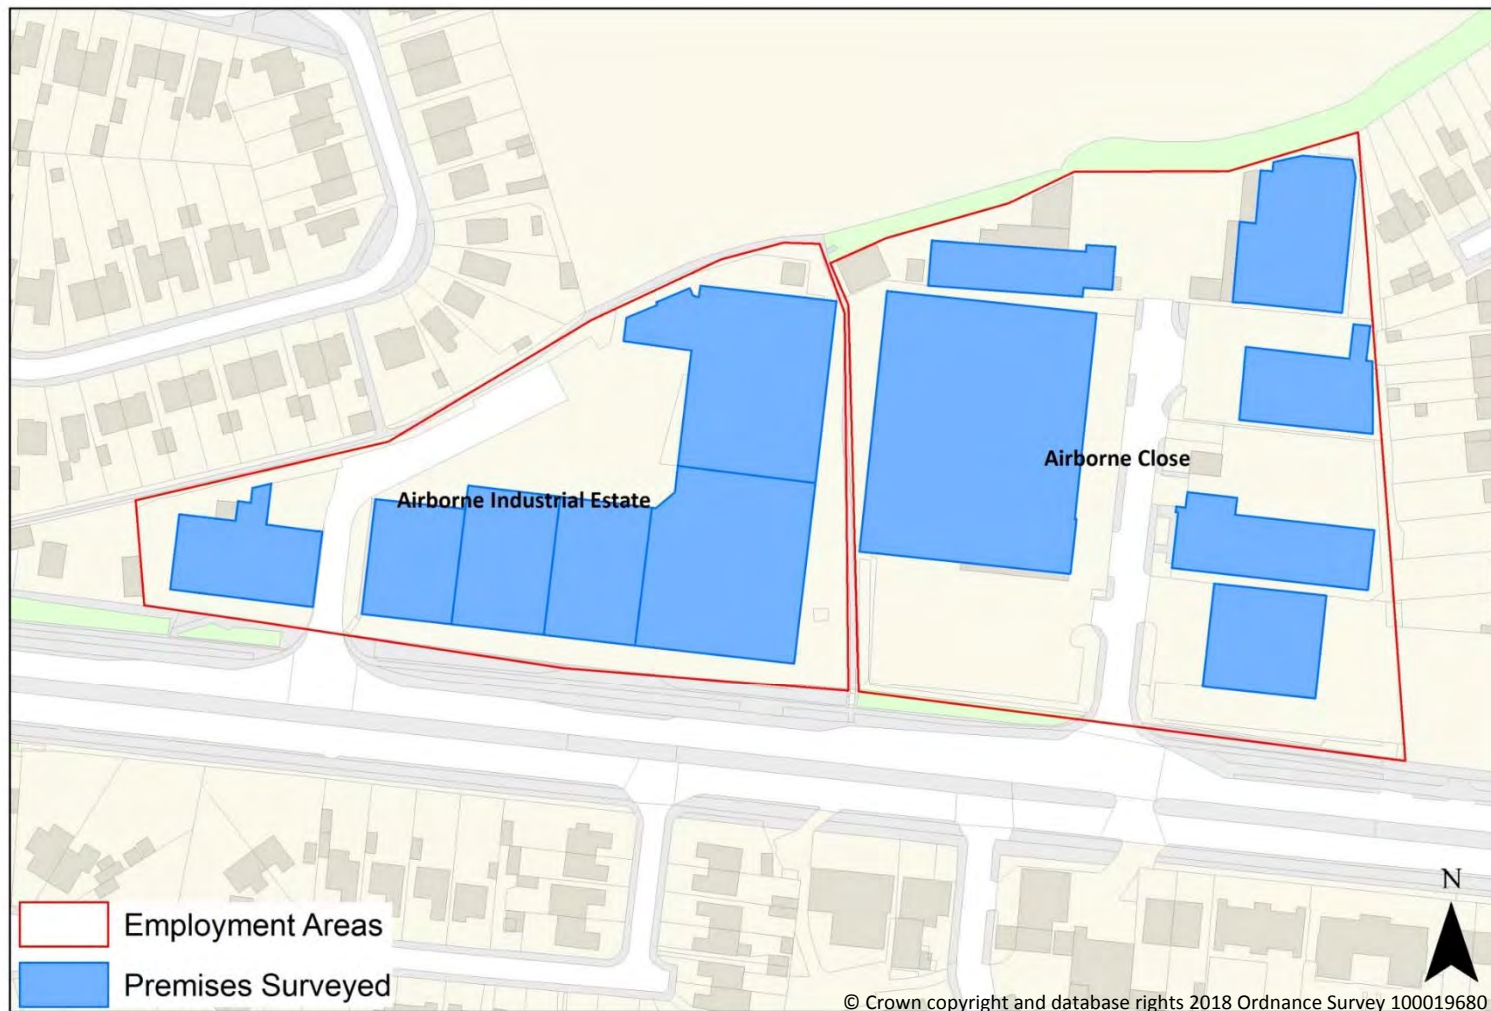 Airborne Close
Airborne Industrial Estate
N
Employment Areas
Premises Surveyed
© Crown copyright and database rights 2018 Ordnance Survey 100019680